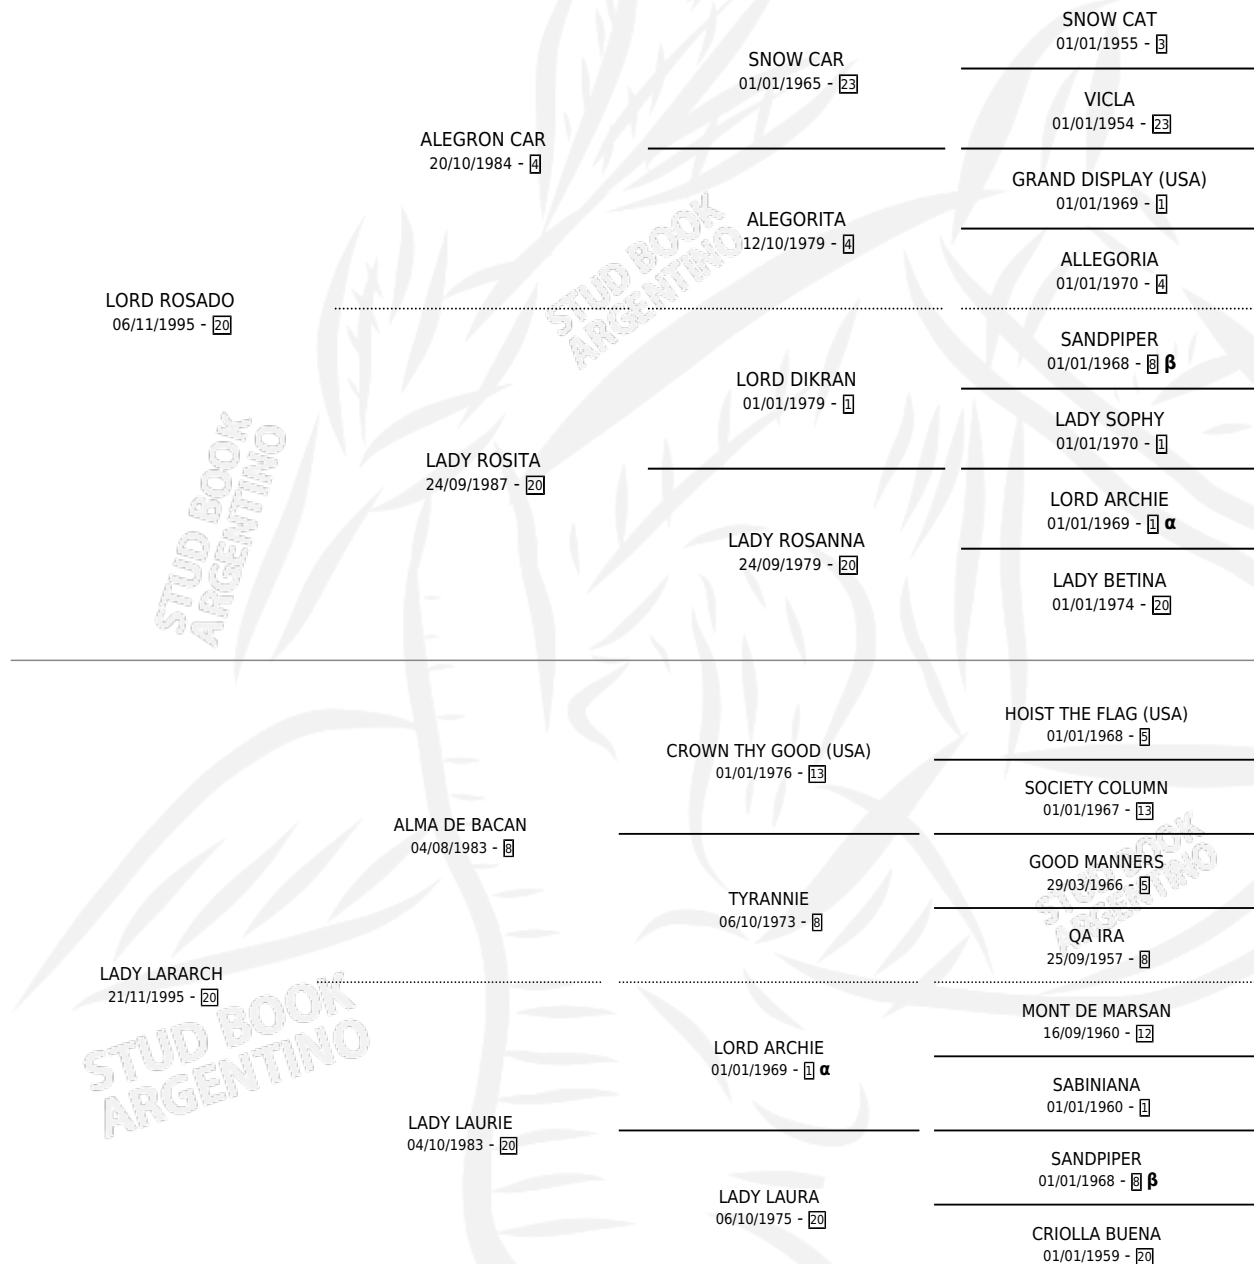 SNOW CAT
01/01/1955 - 3
SNOW CAR
01/01/1965 - 23
VICLA
01/01/1954 - 23
ALEGRON CAR
20/10/1984 - 4
GRAND DISPLAY (USA)
01/01/1969 - 1
ALEGORITA
12/10/1979 - 4
ALLEGORIA
01/01/1970 - 4
LORD ROSADO
06/11/1995 - 20
SANDPIPER
01/01/1968 - 8 β
LORD DIKRAN
01/01/1979 - 1
LADY SOPHY
01/01/1970 - 1
LADY ROSITA
24/09/1987 - 20
LORD ARCHIE
01/01/1969 - 1 α
LADY ROSANNA
24/09/1979 - 20
LADY BETINA
01/01/1974 - 20
STUD BOOK
ARGENTINO
STUD BOOK
ARGENTINO
HOIST THE FLAG (USA)
01/01/1968 - 5
CROWN THY GOOD (USA)
01/01/1976 - 13
SOCIETY COLUMN
01/01/1967 - 13
ALMA DE BACAN
04/08/1983 - 8
GOOD MANNERS
29/03/1966 - 5
TYRANNIE
06/10/1973 - 8
QA IRA
25/09/1957 - 8
LADY LARARCH
21/11/1995 - 20
MONT DE MARSAN
16/09/1960 - 12
LORD ARCHIE
01/01/1969 - 1 α
SABINIANA
01/01/1960 - 1
LADY LAURIE
04/10/1983 - 20
SANDPIPER
01/01/1968 - 8 β
LADY LAURA
06/10/1975 - 20
CRIOLLA BUENA
01/01/1959 - 20
STUD BOOK
ARGENTINO
STUD BOOK
ARGENTINO